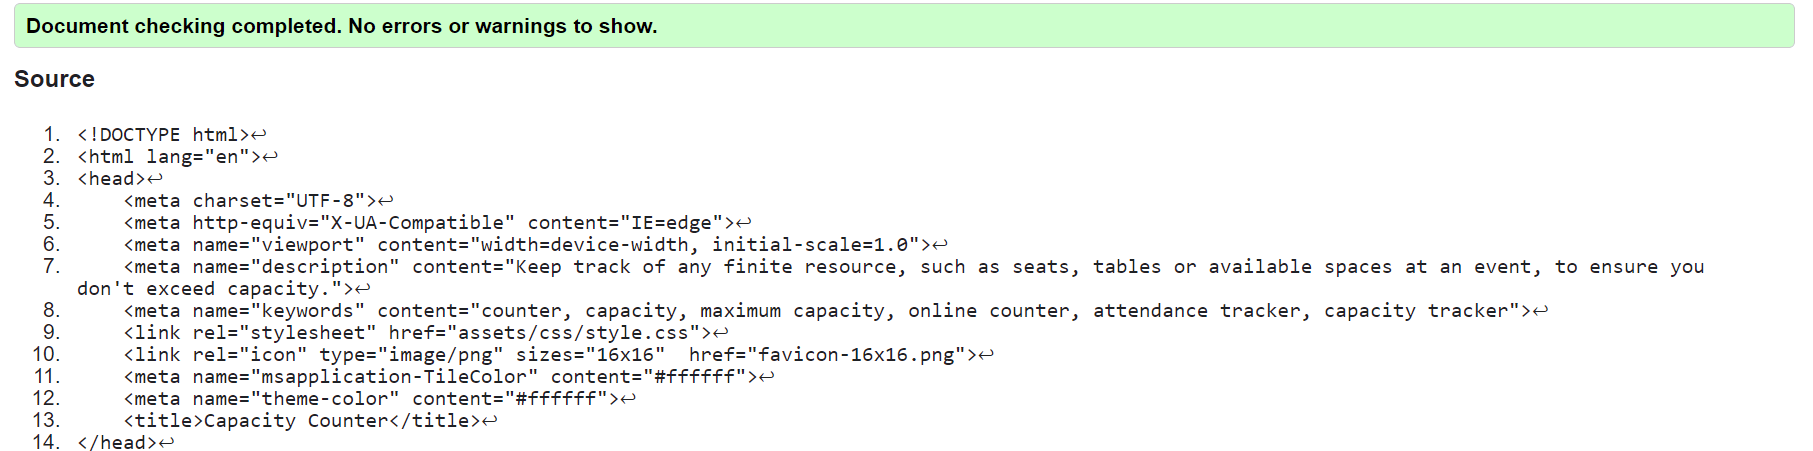 Document checking completed. No errors or warnings to show.
Source
1. <!DOCTYPE html>↩
2. <html lang="en">↩
3. <head>↩
4.     <meta charset="UTF-8">↩
5.     <meta http-equiv="X-UA-Compatible" content="IE=edge">↩
6.     <meta name="viewport" content="width=device-width, initial-scale=1.0">↩
7.     <meta name="description" content="Keep track of any finite resource, such as seats, tables or available spaces at an event, to ensure you
don't exceed capacity.">↩
8.     <meta name="keywords" content="counter, capacity, maximum capacity, online counter, attendance tracker, capacity tracker">↩
9.     <link rel="stylesheet" href="assets/css/style.css">↩
10.     <link rel="icon" type="image/png" sizes="16x16"  href="favicon-16x16.png">↩
11.     <meta name="msapplication-TileColor" content="#ffffff">↩
12.     <meta name="theme-color" content="#ffffff">↩
13.     <title>Capacity Counter</title>↩
14. </head>↩